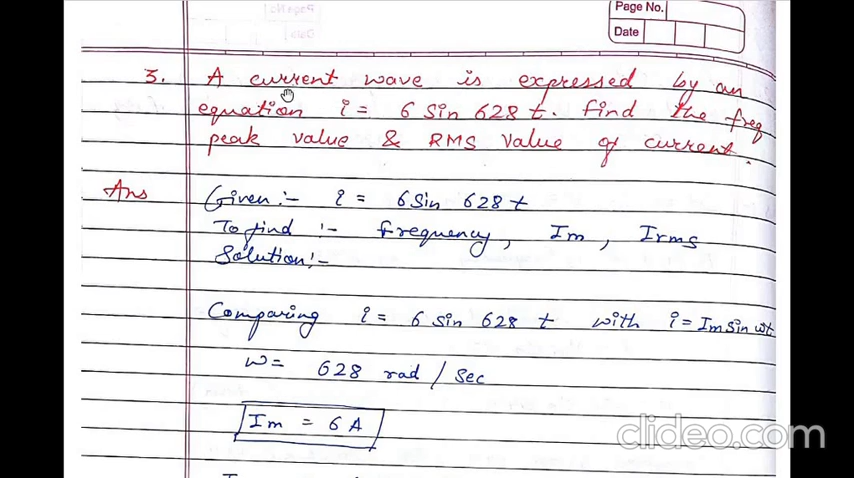 Page No.
Date
3. A current wave is expressed by an
equation i = 6 Sin 628 t. find the freq
peak value & RMS value of current.
Ans Given:- i = 6 Sin 628 t
To find :- frequency, Im, Irms
Solution:-
Comparing i = 6 Sin 628 t with i = Im Sin wt
w = 628 rad / Sec
Im = 6 A
clideo.com